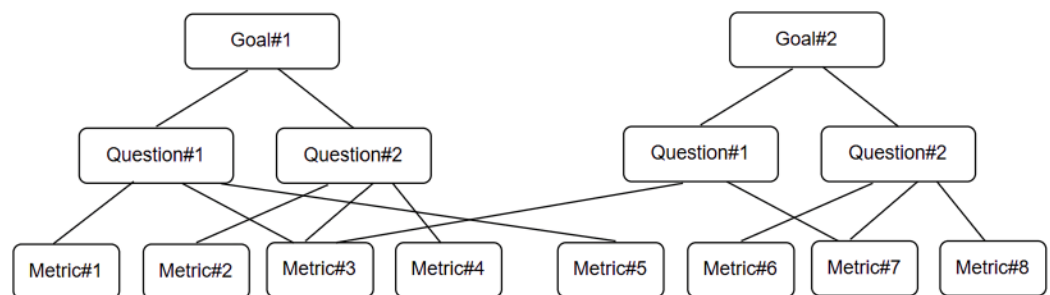 Goal#1
Goal#2
Question#1
Question#2
Question#1
Question#2
Metric#1
Metric#2
Metric#3
Metric#4
Metric#5
Metric#6
Metric#7
Metric#8